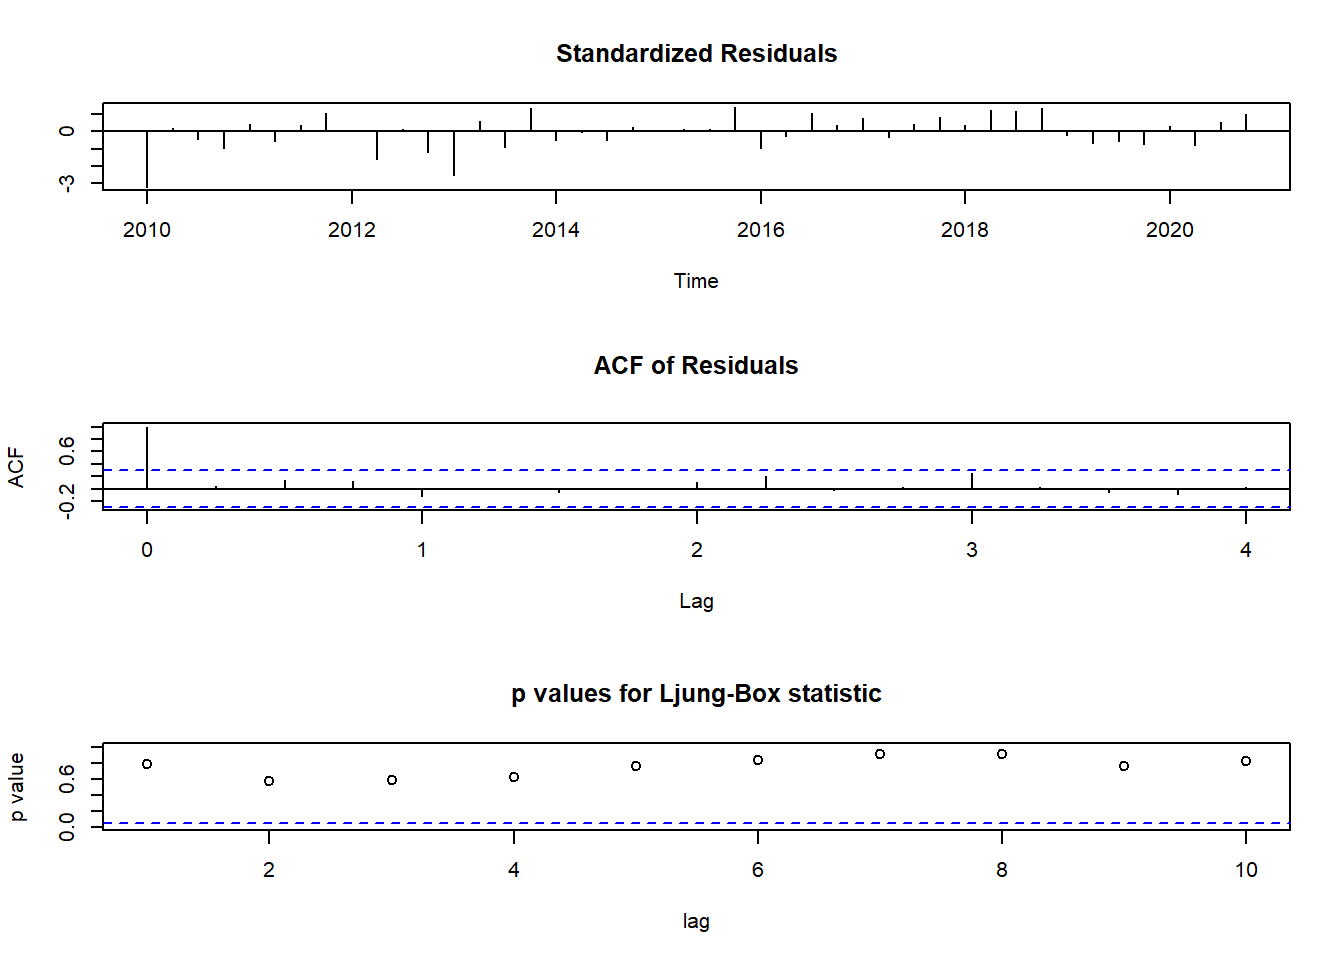 Standardized Residuals
0
-3
2010 2012 2014 2016 2018 2020
Time
ACF of Residuals
ACF
0.6
-0.2
0 1 2 3 4
Lag
p values for Ljung-Box statistic
p value
0.6
0.0
2 4 6 8 10
lag